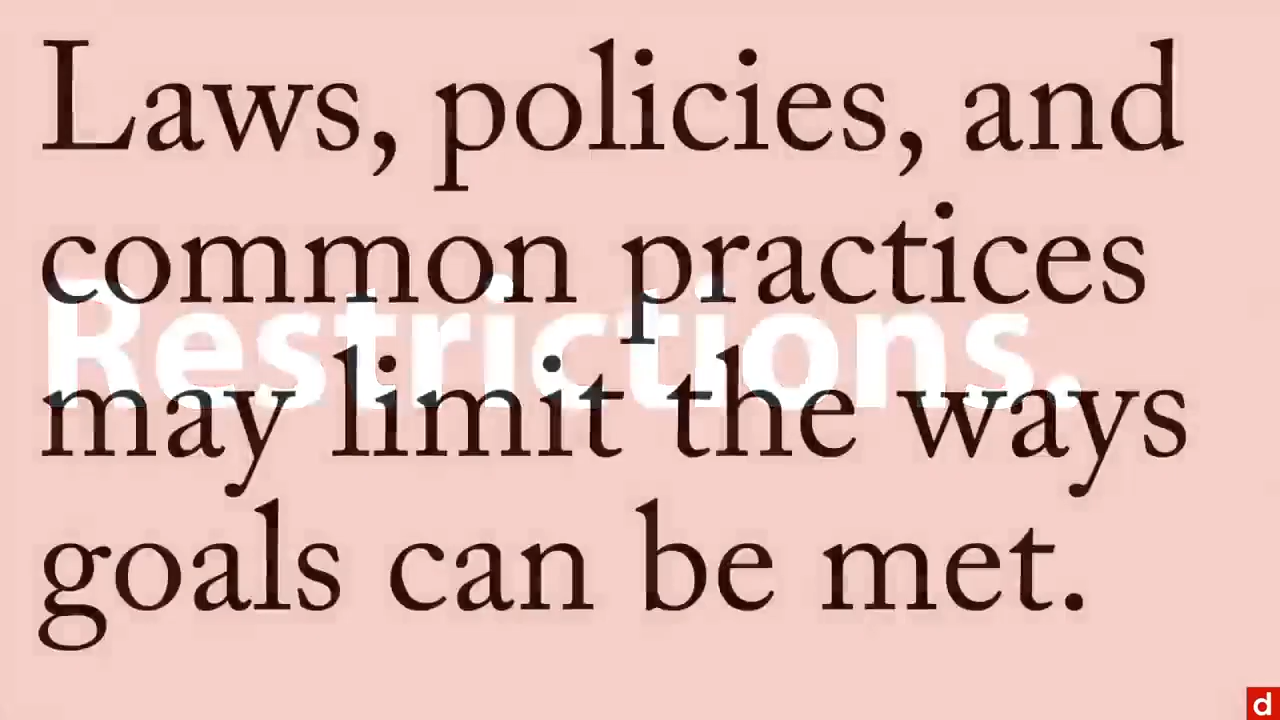 Laws, policies, and
common practices
Restrictions.
may limit the ways
goals can be met.
d